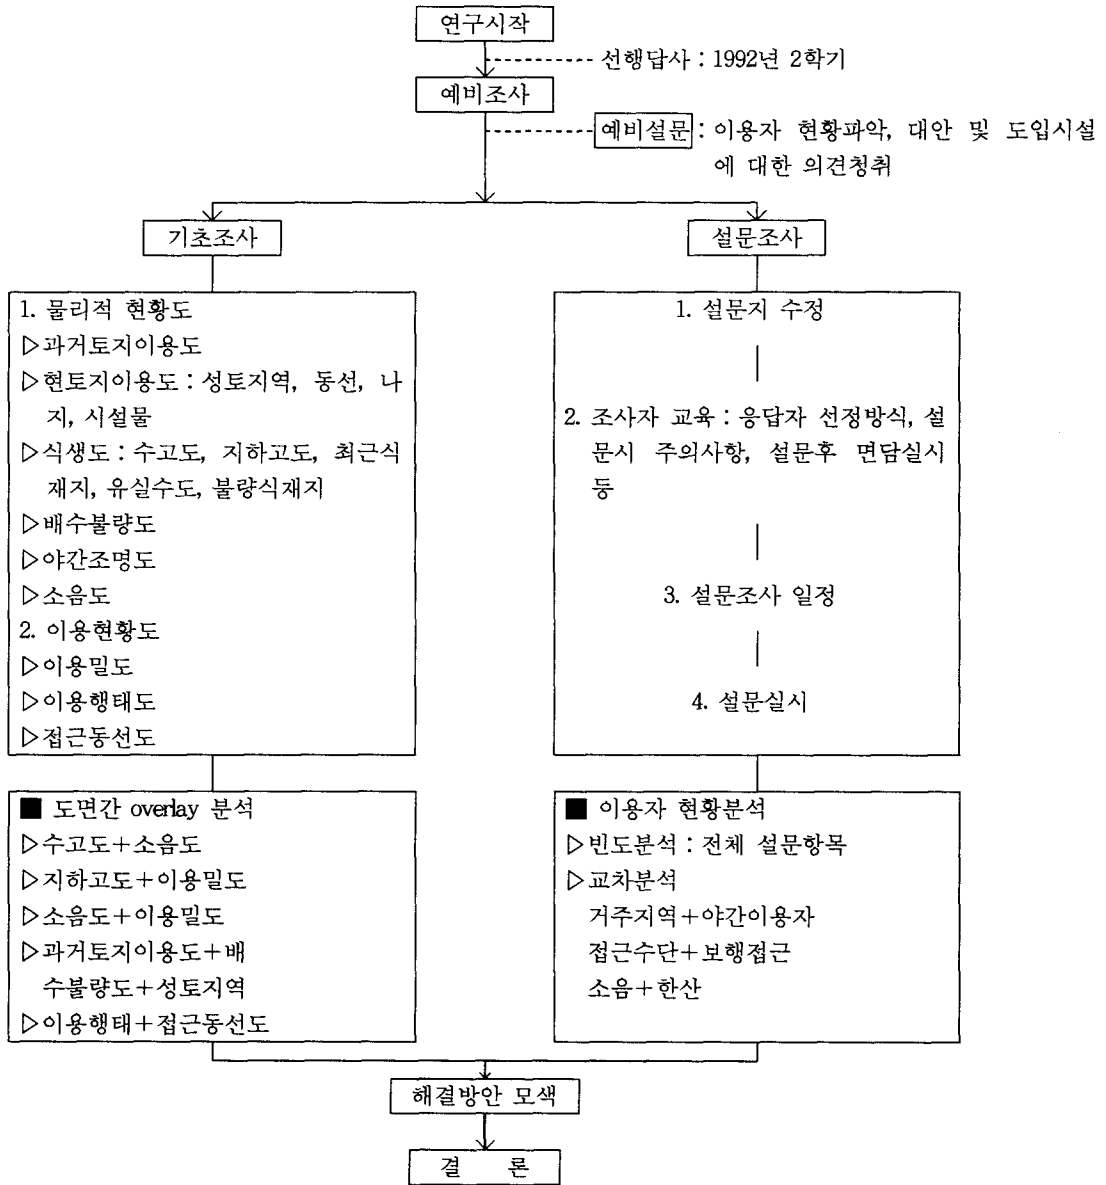 연구시작
선행답사 : 1992년 2학기
예비조사
예비설문 : 이용자 현황파악, 대안 및 도입시설
에 대한 의견청취
기초조사
설문조사
1. 물리적 현황도
▷과거토지이용도
▷현토지이용도 : 성토지역, 동선, 나
지, 시설물
▷식생도 : 수고도, 지하고도, 최근식
재지, 유실수도, 불량식재지
▷배수불량도
▷야간조명도
▷소음도
2. 이용현황도
▷이용밀도
▷이용행태도
▷접근동선도
1. 설문지 수정
2. 조사자 교육 : 응답자 선정방식, 설
문시 주의사항, 설문후 면담실시
등
3. 설문조사 일정
4. 설문실시
■ 도면간 overlay 분석
▷수고도+소음도
▷지하고도+이용밀도
▷소음도+이용밀도
▷과거토지이용도+배
수불량도+성토지역
▷이용행태+접근동선도
■ 이용자 현황분석
▷빈도분석 : 전체 설문항목
▷교차분석
거주지역+야간이용자
접근수단+보행접근
소음+한산
해결방안 모색
결 론